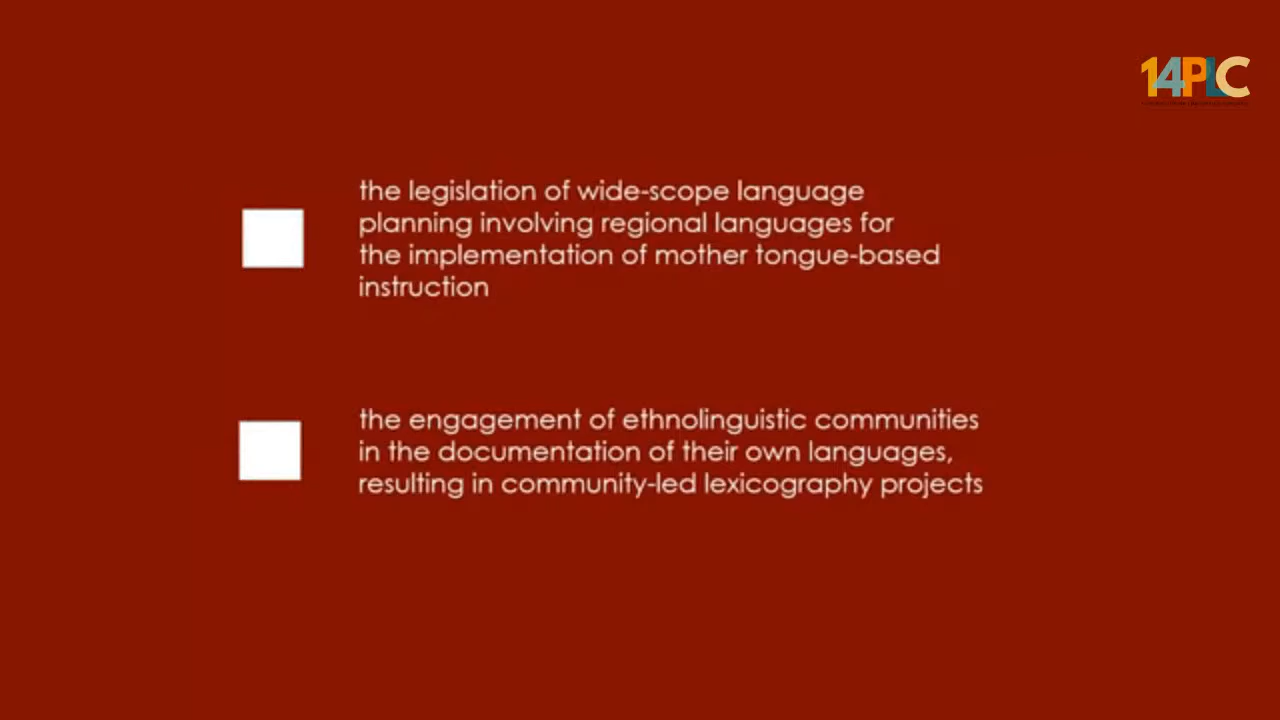 14PLC
the legislation of wide-scope language
planning involving regional languages for
the implementation of mother tongue-based
instruction
the engagement of ethnolinguistic communities
in the documentation of their own languages,
resulting in community-led lexicography projects